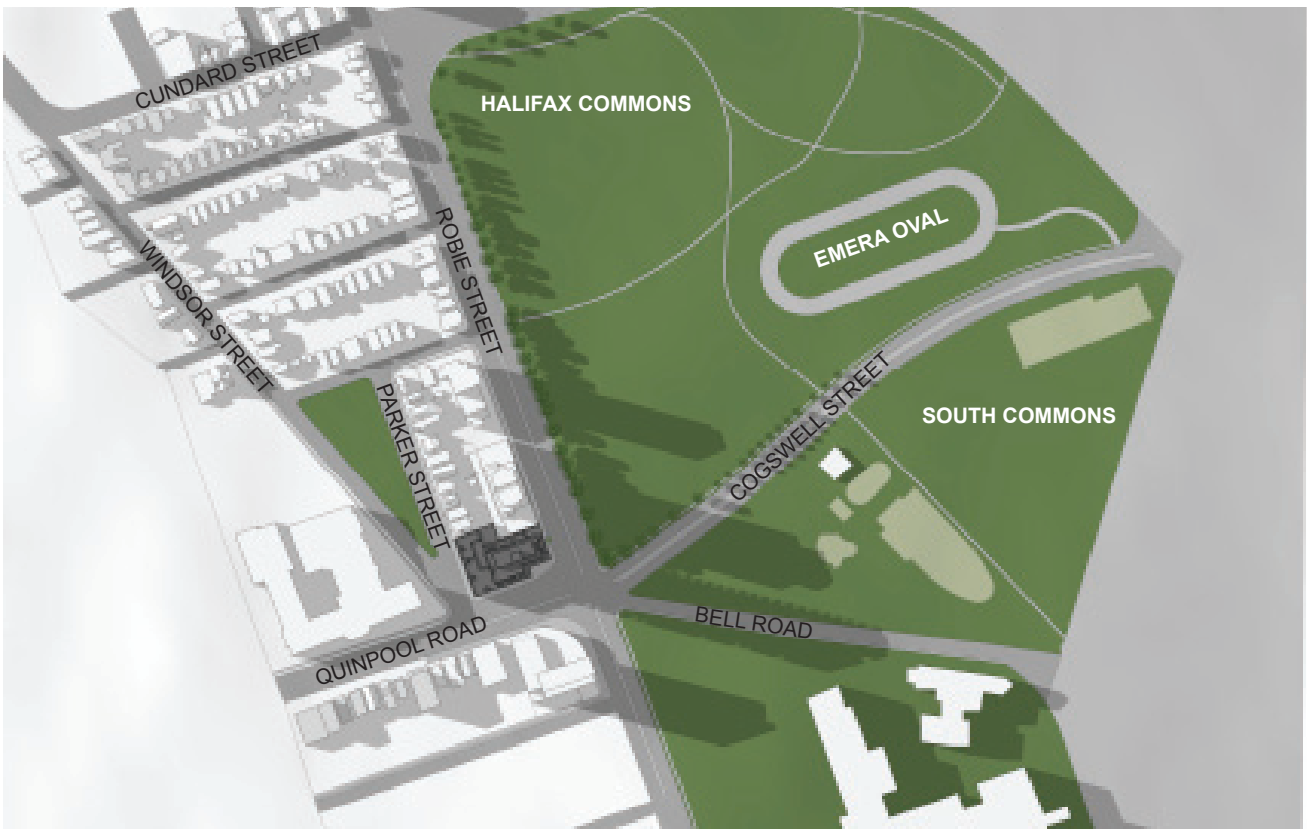 CUNDARD STREET
HALIFAX COMMONS
ROBIE STREET
EMERA OVAL
WINDSOR STREET
COGSWELL STREET
PARKER STREET
SOUTH COMMONS
BELL ROAD
QUINPOOL ROAD